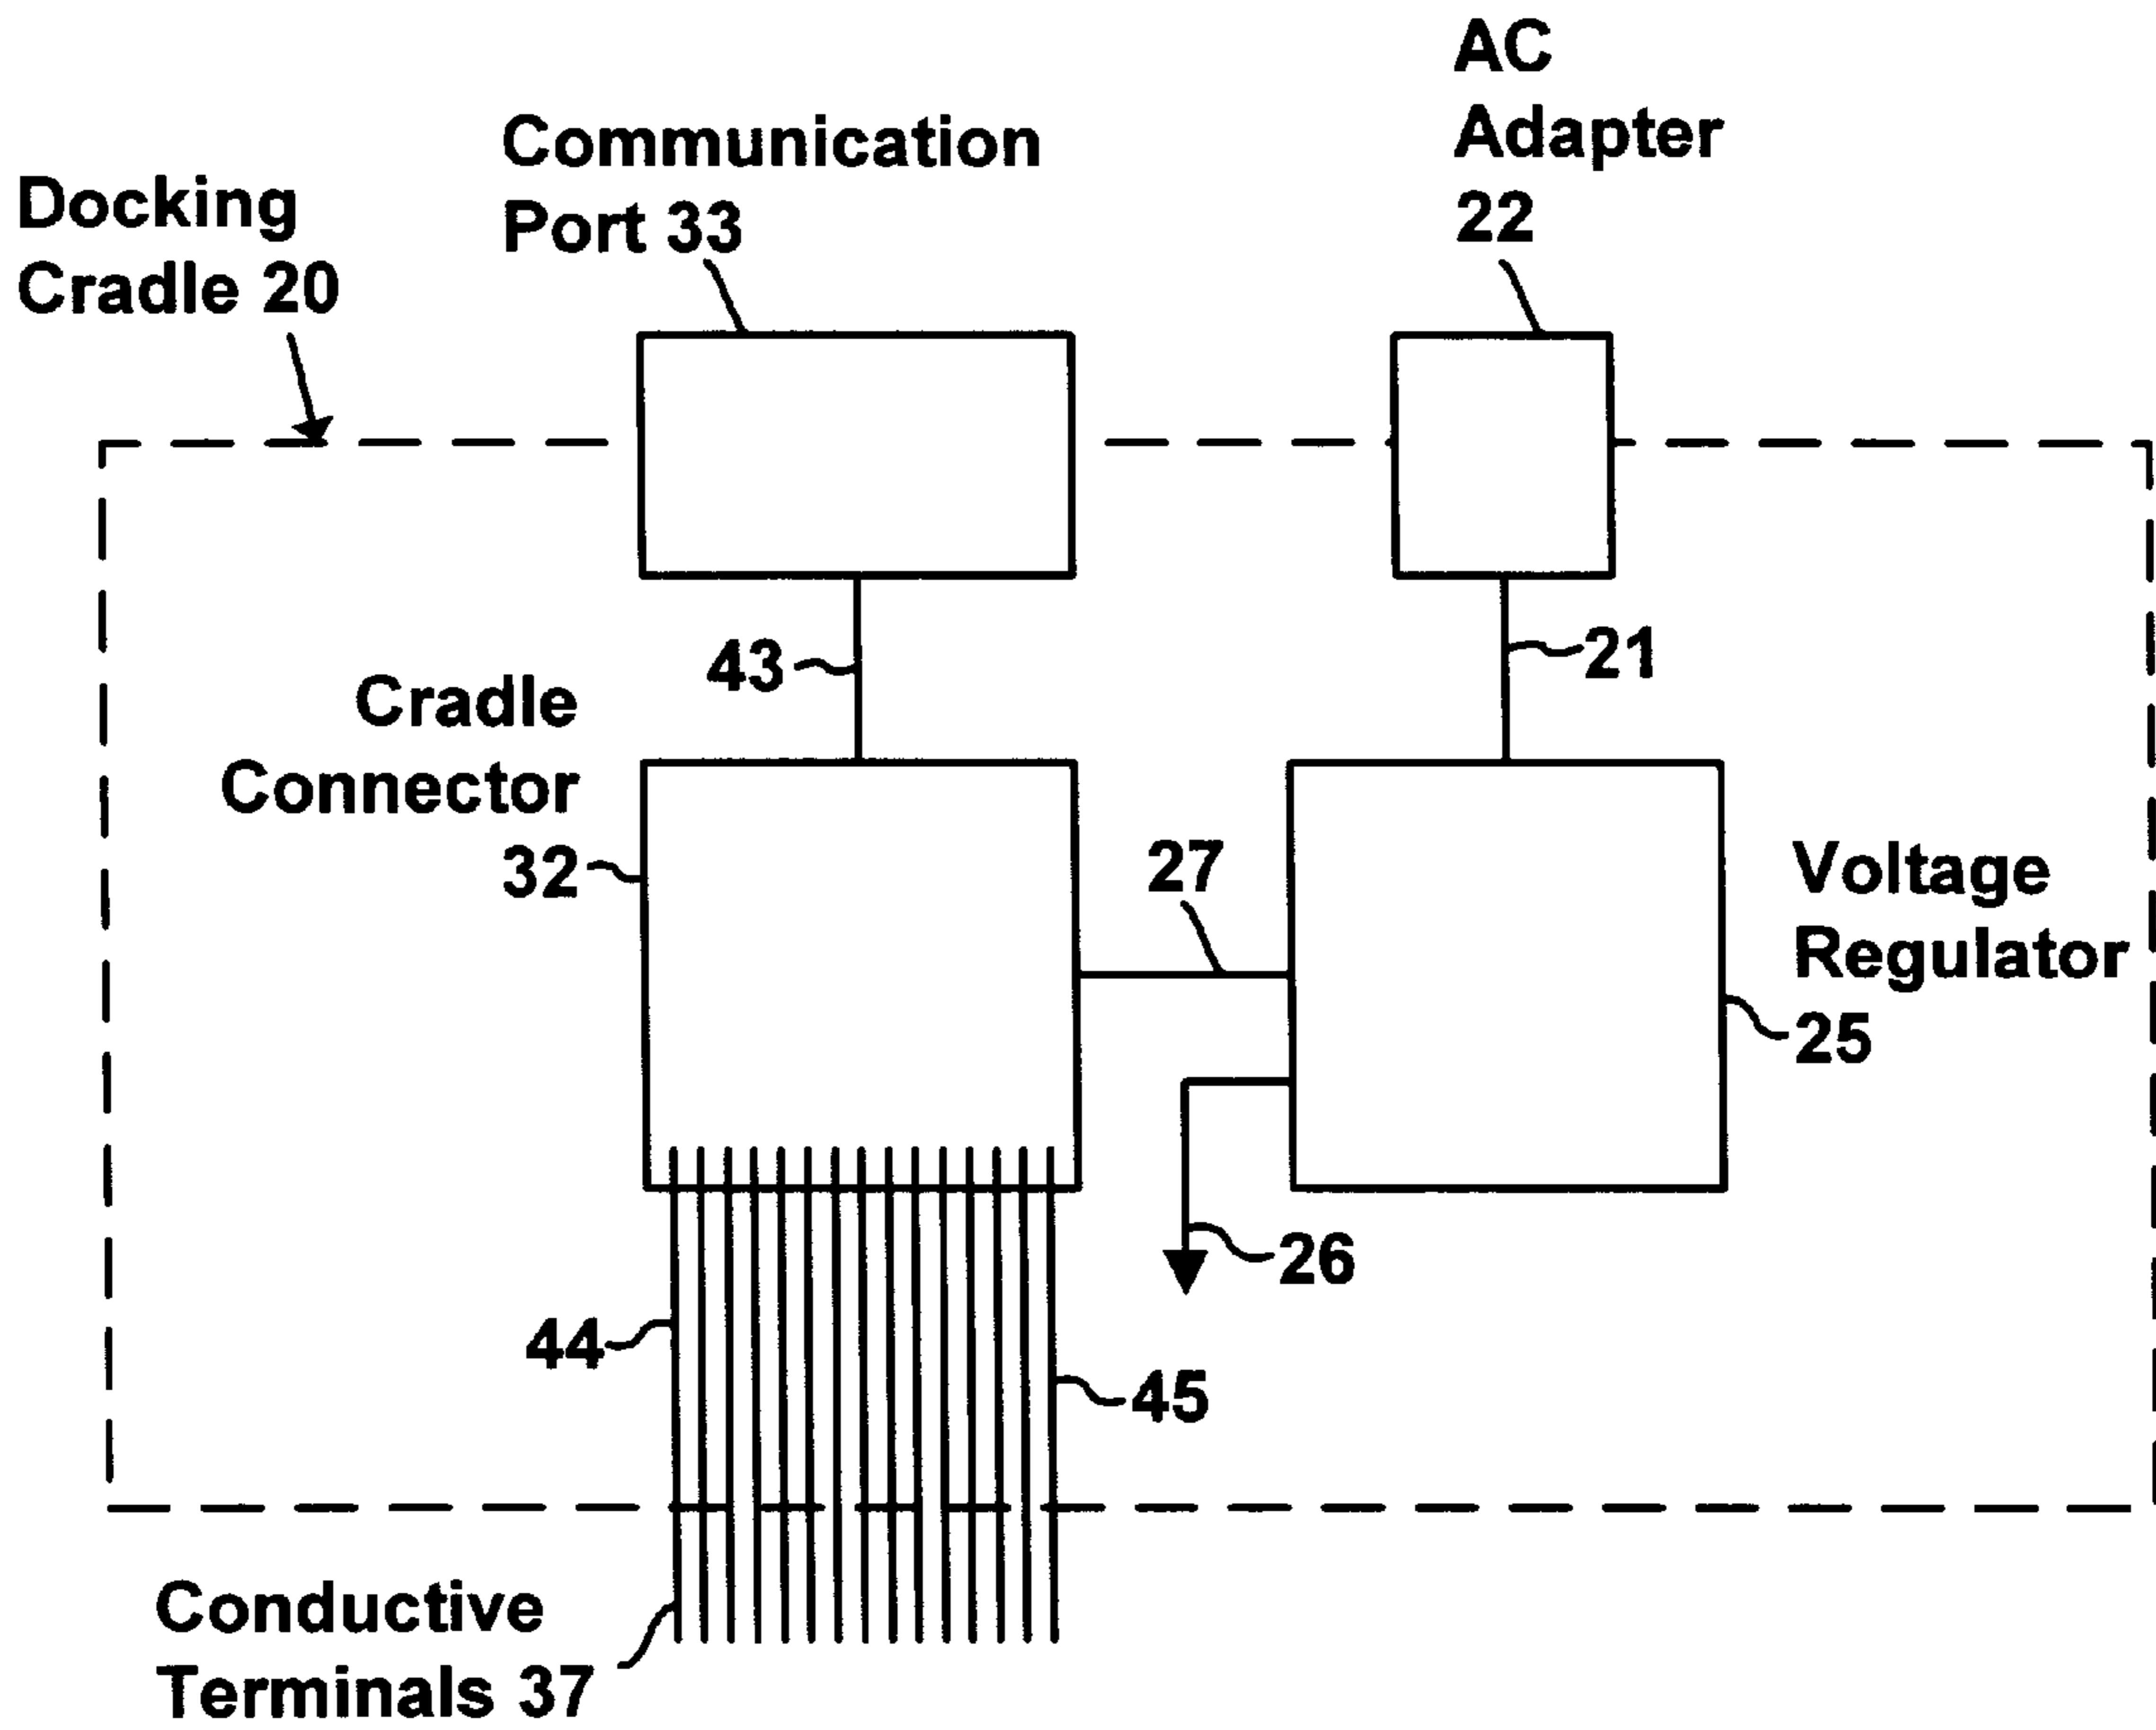 AC
Adapter
22
Communication
Port 33
Docking
Cradle 20
43
21
Cradle
Connector
32
27
Voltage
Regulator
25
26
44
45
Conductive
Terminals 37